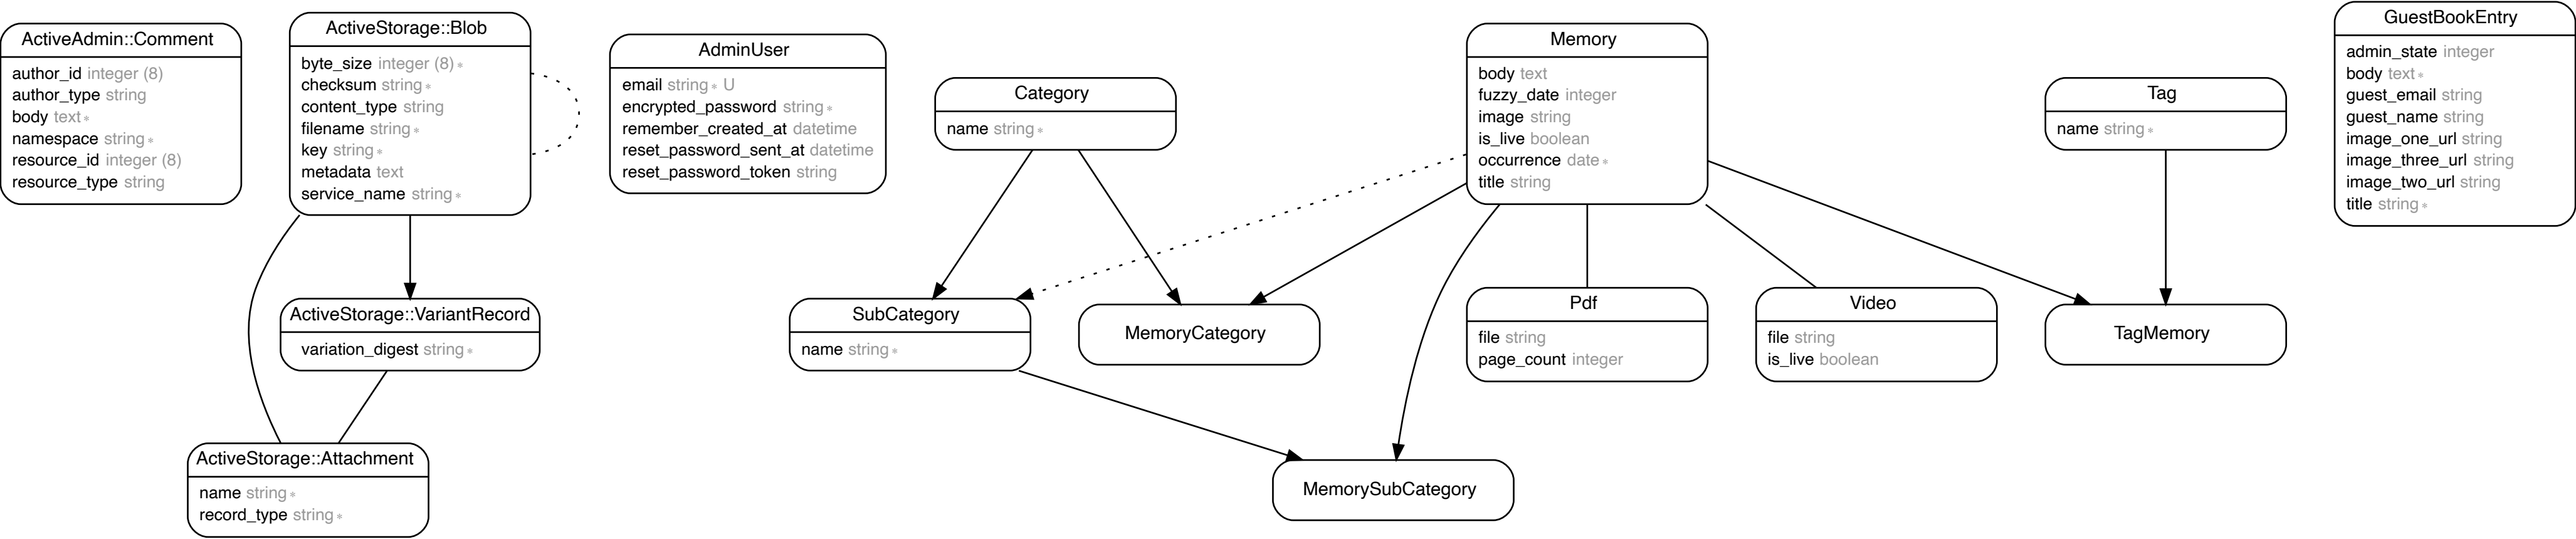 ActiveAdmin::Comment
author_id integer (8)
author_type string
body text *
namespace string *
resource_id integer (8)
resource_type string
ActiveStorage::Blob
byte_size integer (8) *
checksum string *
content_type string
filename string *
key string *
metadata text
service_name string *
AdminUser
email string * U
encrypted_password string *
remember_created_at datetime
reset_password_sent_at datetime
reset_password_token string
Category
name string *
Memory
body text
fuzzy_date integer
image string
is_live boolean
occurrence date *
title string
Tag
name string *
GuestBookEntry
admin_state integer
body text *
guest_email string
guest_name string
image_one_url string
image_three_url string
image_two_url string
title string *
ActiveStorage::VariantRecord
variation_digest string *
SubCategory
name string *
MemoryCategory
Pdf
file string
page_count integer
Video
file string
is_live boolean
TagMemory
ActiveStorage::Attachment
name string *
record_type string *
MemorySubCategory